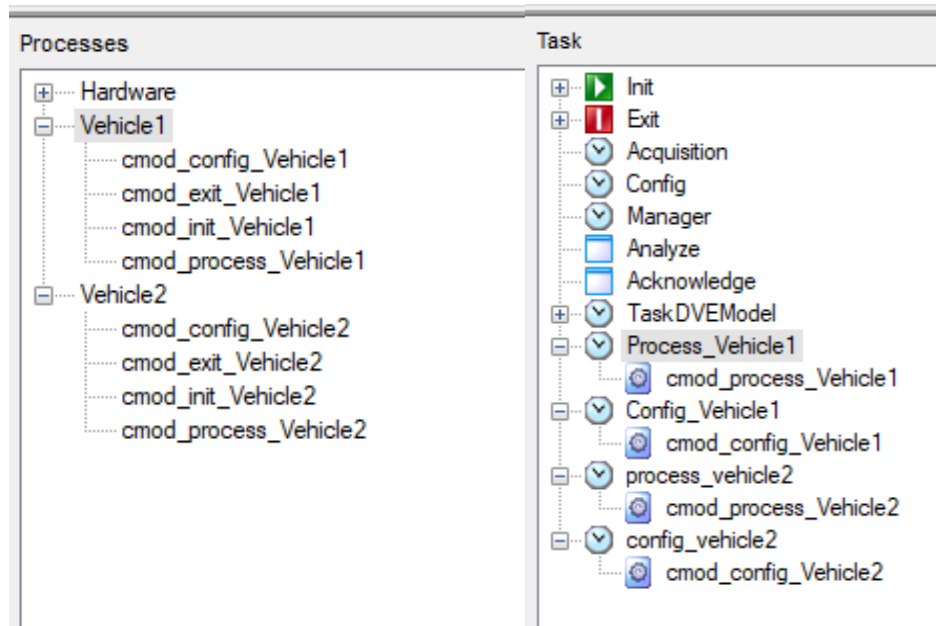 Processes
Hardware
Vehicle1
cmod_config_Vehicle1
cmod_exit_Vehicle1
cmod_init_Vehicle1
cmod_process_Vehicle1
Vehicle2
cmod_config_Vehicle2
cmod_exit_Vehicle2
cmod_init_Vehicle2
cmod_process_Vehicle2
Task
Init
Exit
Acquisition
Config
Manager
Analyze
Acknowledge
TaskDVEModel
Process_Vehicle1
cmod_process_Vehicle1
Config_Vehicle1
cmod_config_Vehicle1
process_vehicle2
cmod_process_Vehicle2
config_vehicle2
cmod_config_Vehicle2